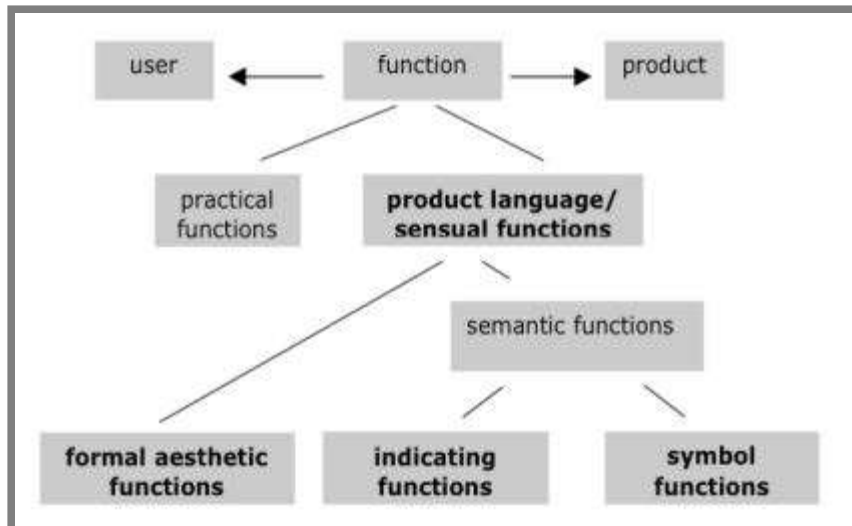 user
function
product
practical
functions
product language/
sensual functions
semantic functions
formal aesthetic
functions
indicating
functions
symbol
functions